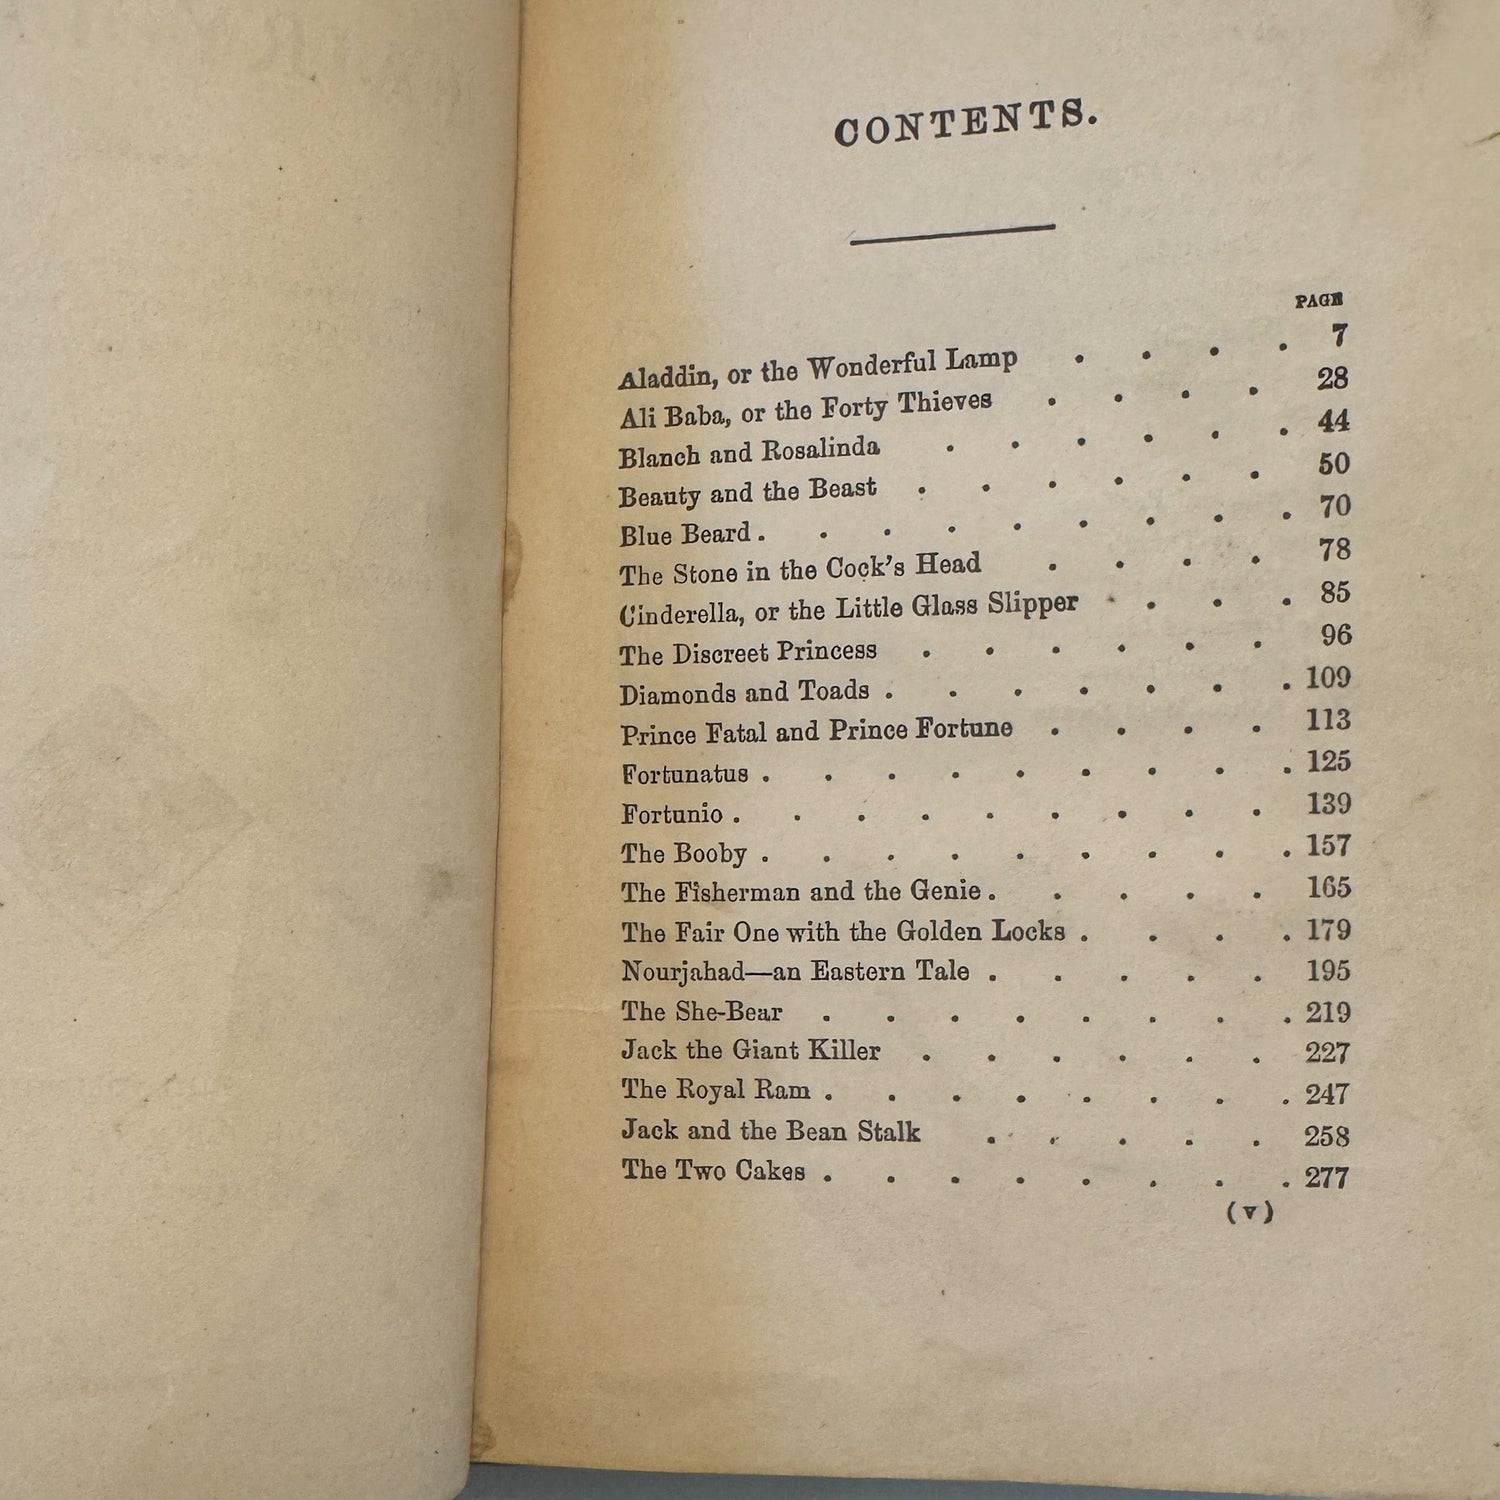 CONTENTS.
PAGE
Aladdin, or the Wonderful Lamp . . . . 7
Ali Baba, or the Forty Thieves . . . . 28
Blanch and Rosalinda . . . . . . 44
Beauty and the Beast . . . . . . 50
Blue Beard . . . . . . . . . 70
The Stone in the Cock's Head . . . . 78
Cinderella, or the Little Glass Slipper . . . . 85
The Discreet Princess . . . . . . 96
Diamonds and Toads . . . . . . . 109
Prince Fatal and Prince Fortune . . . . 113
Fortunatus . . . . . . . . . 125
Fortunio . . . . . . . . . 139
The Booby . . . . . . . . . 157
The Fisherman and the Genie . . . . . 165
The Fair One with the Golden Locks . . . . 179
Nourjahad—an Eastern Tale . . . . . 195
The She-Bear . . . . . . . . 219
Jack the Giant Killer . . . . . . 227
The Royal Ram . . . . . . . . 247
Jack and the Bean Stalk . . . . . 258
The Two Cakes . . . . . . . . 277
(v)